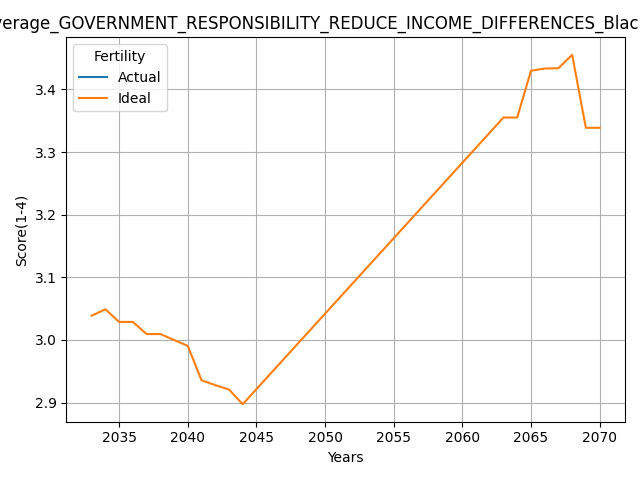 verage_GOVERNMENT_RESPONSIBILITY_REDUCE_INCOME_DIFFERENCES_Blac
Fertility
Actual
Ideal
3.4
3.3
3.2
3.1
3.0
2.9
Score(1-4)
2035 2040 2045 2050 2055 2060 2065 2070
Years